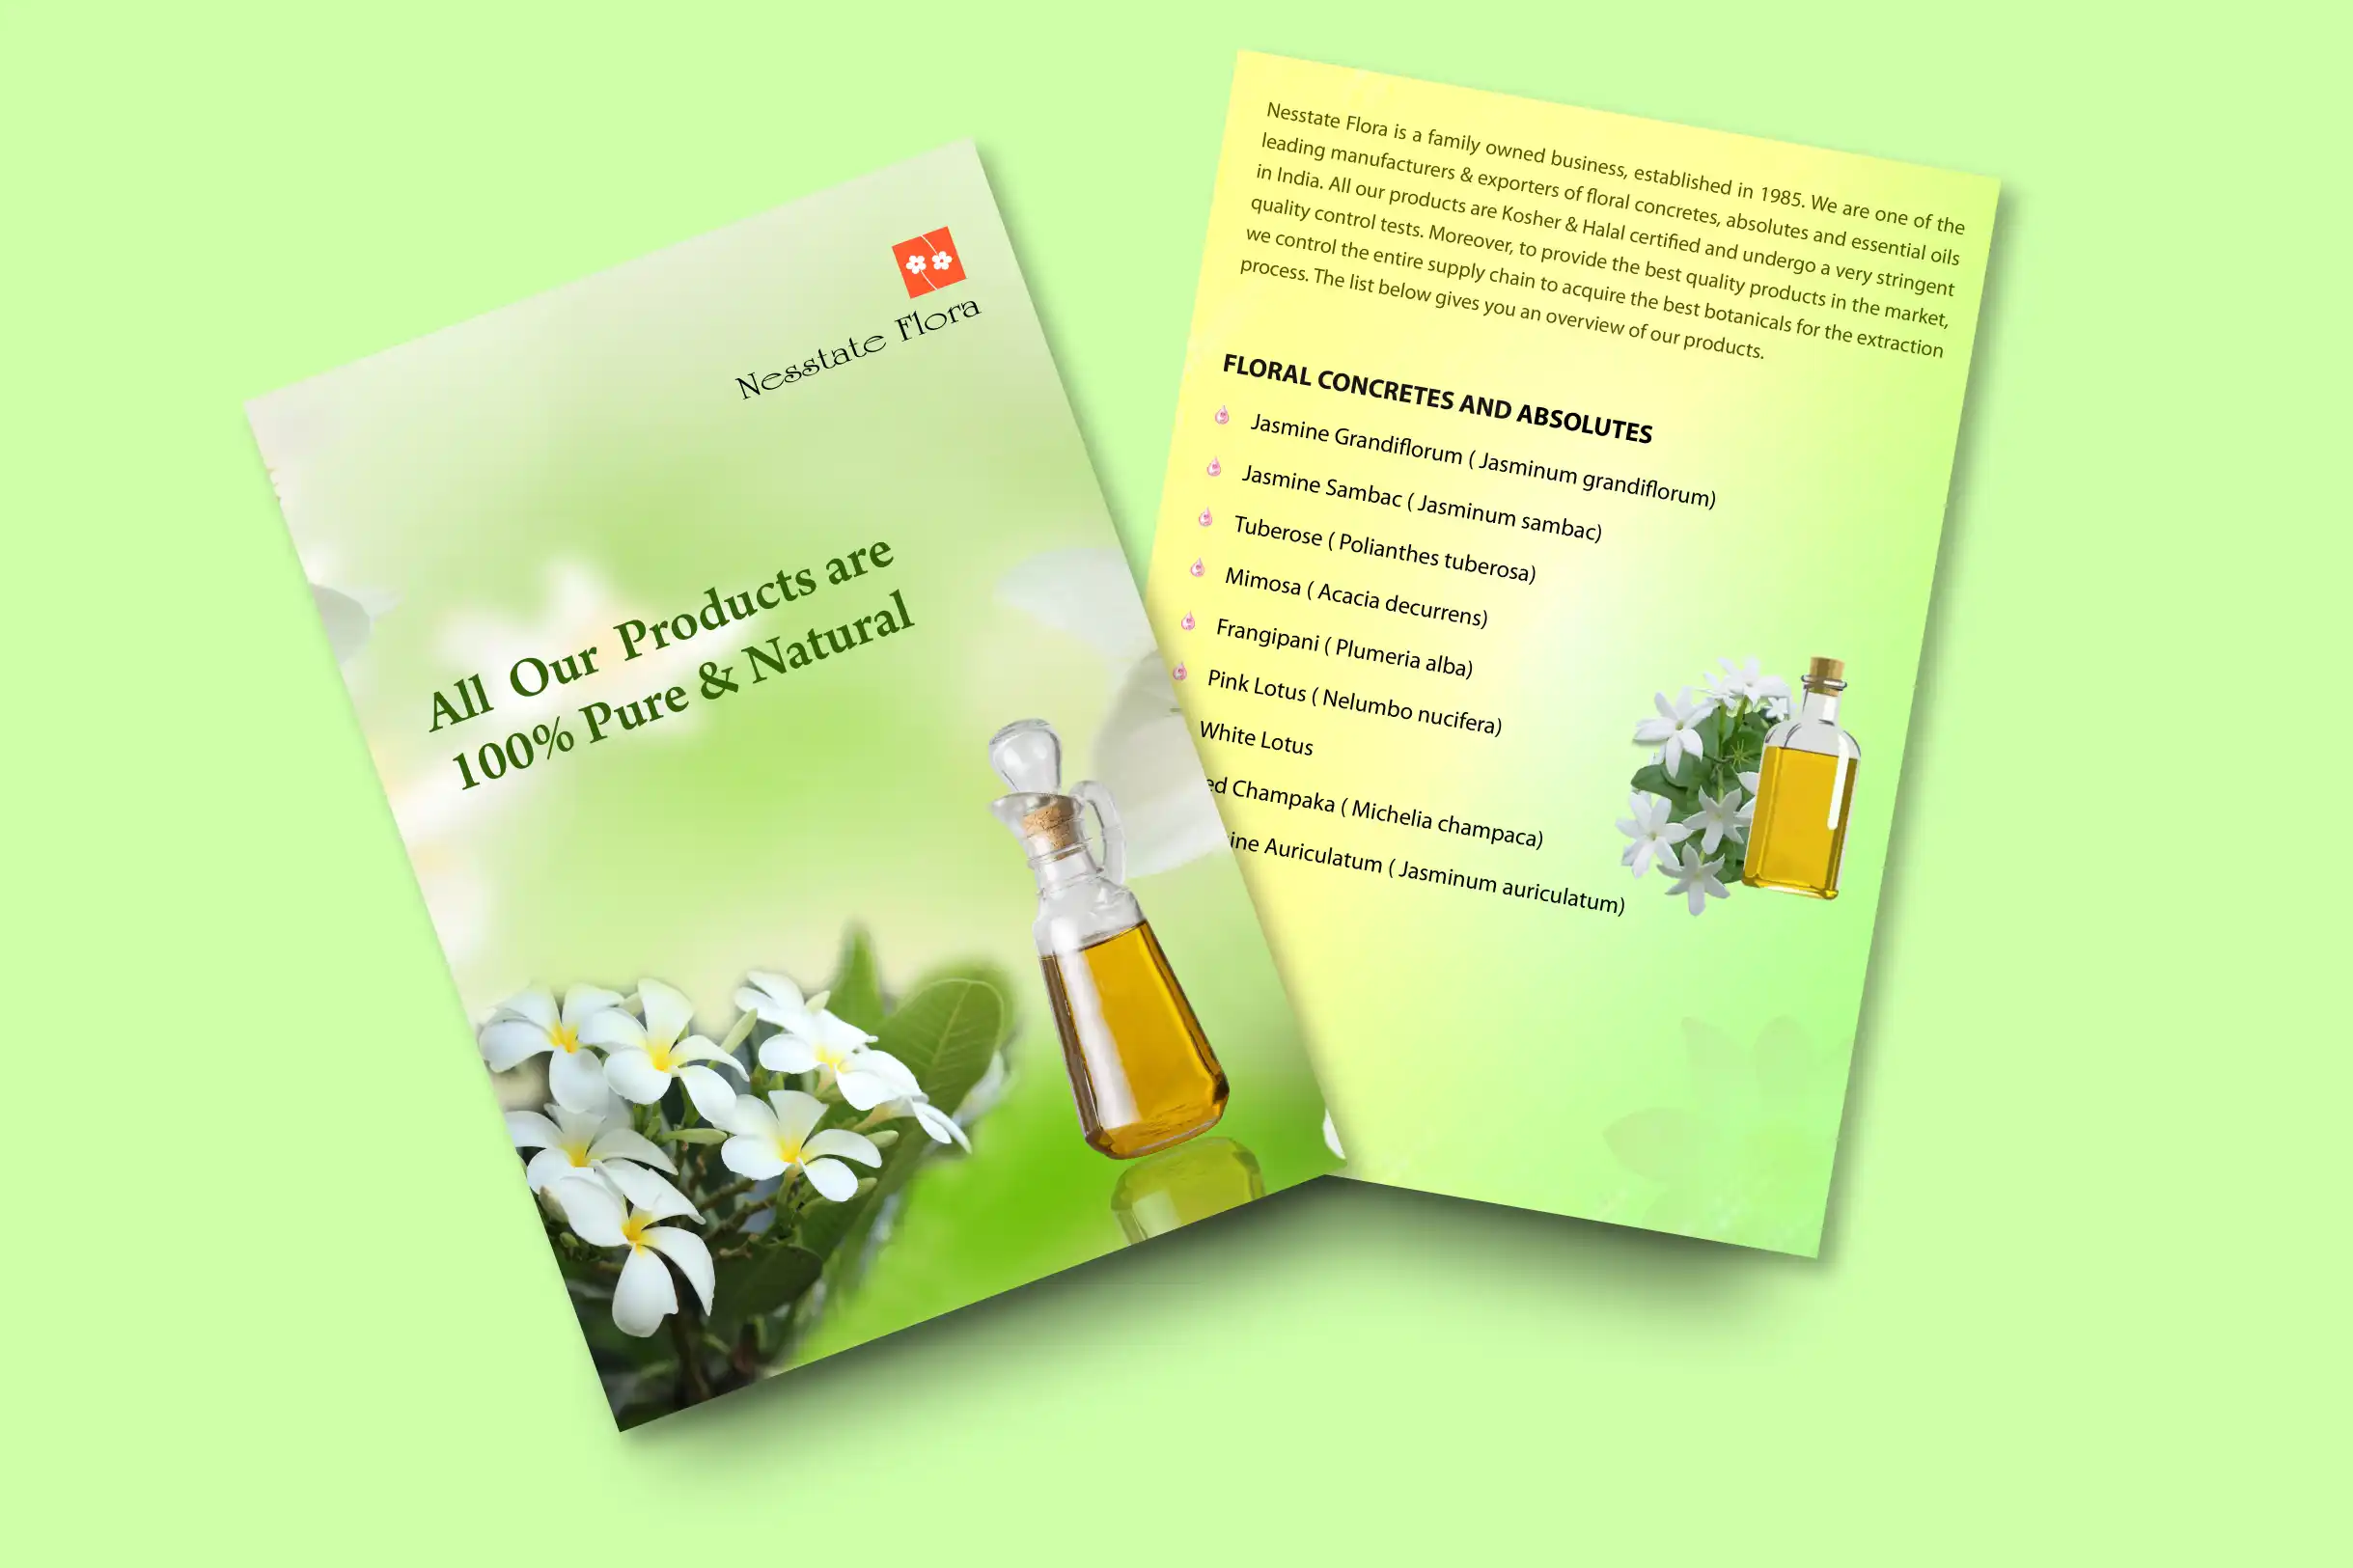 Nesstate Flora
All Our Products are
100% Pure & Natural
Nesstate Flora is a family owned business, established in 1985. We are one of the
leading manufacturers & exporters of floral concretes, absolutes and essential oils
in India. All our products are Kosher & Halal certified and undergo a very stringent
quality control tests. Moreover, to provide the best quality products in the market,
we control the entire supply chain to acquire the best botanicals for the extraction
process. The list below gives you an overview of our products.
FLORAL CONCRETES AND ABSOLUTES
Jasmine Grandiflorum ( Jasminum grandiflorum)
Jasmine Sambac ( Jasminum sambac)
Tuberose ( Polianthes tuberosa)
Mimosa ( Acacia decurrens)
Frangipani ( Plumeria alba)
Pink Lotus ( Nelumbo nucifera)
White Lotus
Champaka ( Michelia champaca)
Auriculatum ( Jasminum auriculatum)